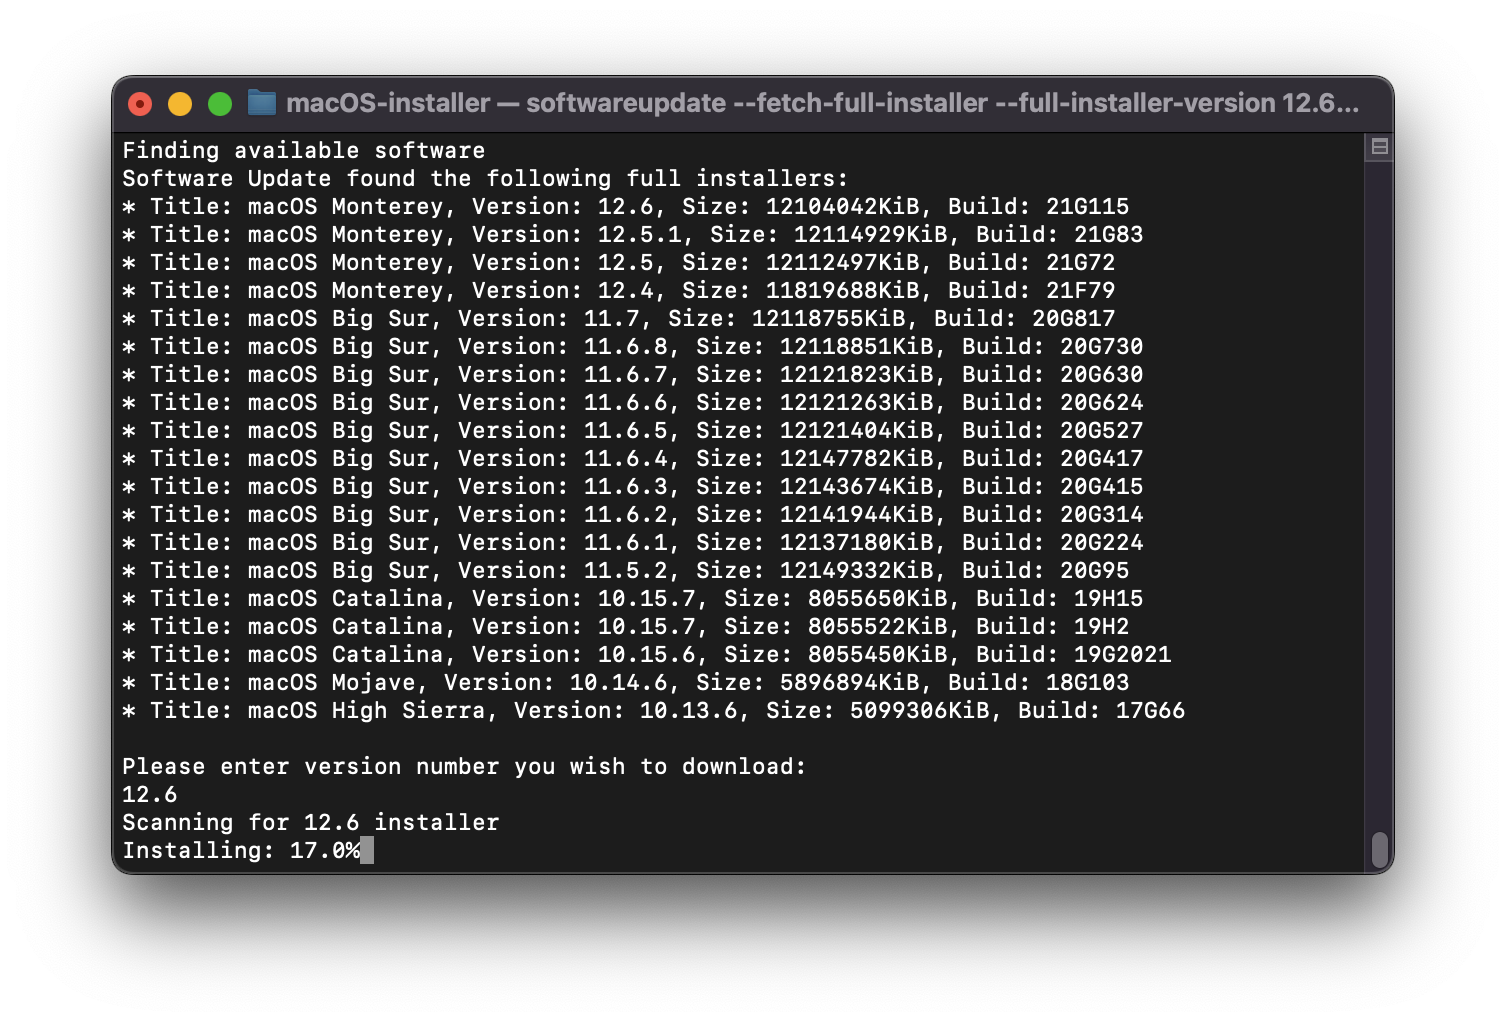 macOS-installer — softwareupdate --fetch-full-installer --full-installer-version 12.6...
Finding available software
Software Update found the following full installers:
* Title: macOS Monterey, Version: 12.6, Size: 12104042KiB, Build: 21G115
* Title: macOS Monterey, Version: 12.5.1, Size: 12114929KiB, Build: 21G83
* Title: macOS Monterey, Version: 12.5, Size: 12112497KiB, Build: 21G72
* Title: macOS Monterey, Version: 12.4, Size: 11819688KiB, Build: 21F79
* Title: macOS Big Sur, Version: 11.7, Size: 12118755KiB, Build: 20G817
* Title: macOS Big Sur, Version: 11.6.8, Size: 12118851KiB, Build: 20G730
* Title: macOS Big Sur, Version: 11.6.7, Size: 12121823KiB, Build: 20G630
* Title: macOS Big Sur, Version: 11.6.6, Size: 12121263KiB, Build: 20G624
* Title: macOS Big Sur, Version: 11.6.5, Size: 12121404KiB, Build: 20G527
* Title: macOS Big Sur, Version: 11.6.4, Size: 12147782KiB, Build: 20G417
* Title: macOS Big Sur, Version: 11.6.3, Size: 12143674KiB, Build: 20G415
* Title: macOS Big Sur, Version: 11.6.2, Size: 12141944KiB, Build: 20G314
* Title: macOS Big Sur, Version: 11.6.1, Size: 12137180KiB, Build: 20G224
* Title: macOS Big Sur, Version: 11.5.2, Size: 12149332KiB, Build: 20G95
* Title: macOS Catalina, Version: 10.15.7, Size: 8055650KiB, Build: 19H15
* Title: macOS Catalina, Version: 10.15.7, Size: 8055522KiB, Build: 19H2
* Title: macOS Catalina, Version: 10.15.6, Size: 8055450KiB, Build: 19G2021
* Title: macOS Mojave, Version: 10.14.6, Size: 5896894KiB, Build: 18G103
* Title: macOS High Sierra, Version: 10.13.6, Size: 5099306KiB, Build: 17G66
Please enter version number you wish to download:
12.6
Scanning for 12.6 installer
Installing: 17.0%